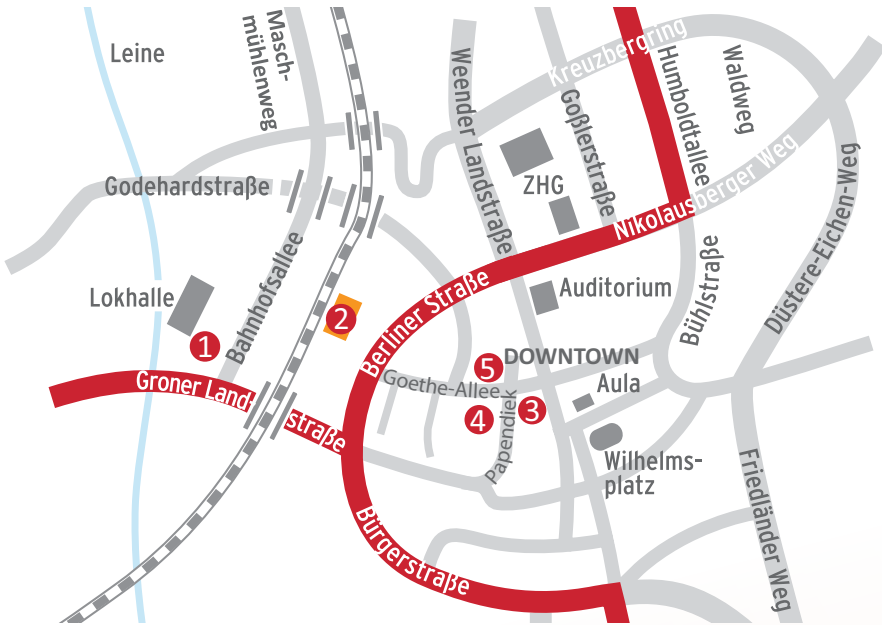 Leine
Masch-
mühlenweg
Weender Landstraße
Kreuzbergring
Goßlerstraße
Humboldtallee
Waldweg
ZHG
Godehardstraße
Nikolausberger Weg
Düstere-Eichen-Weg
Lokhalle
Bahnhofsallee
Auditorium
Bühlstraße
1
2
Berliner Straße
5
DOWNTOWN
Groner Land-
straße
Goethe-Allee
Aula
4
3
Papendiek
Wilhelms-
platz
Bürgerstraße
Friedländer Weg